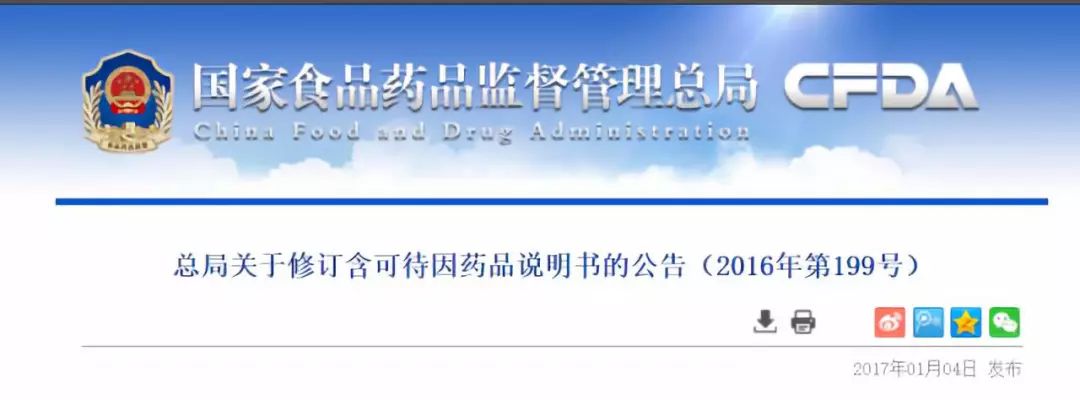 国家食品药品监督管理总局 CFDA
China Food and Drug Administration
总局关于修订含可待因药品说明书的公告（2016年第199号）
2017年01月04日 发布